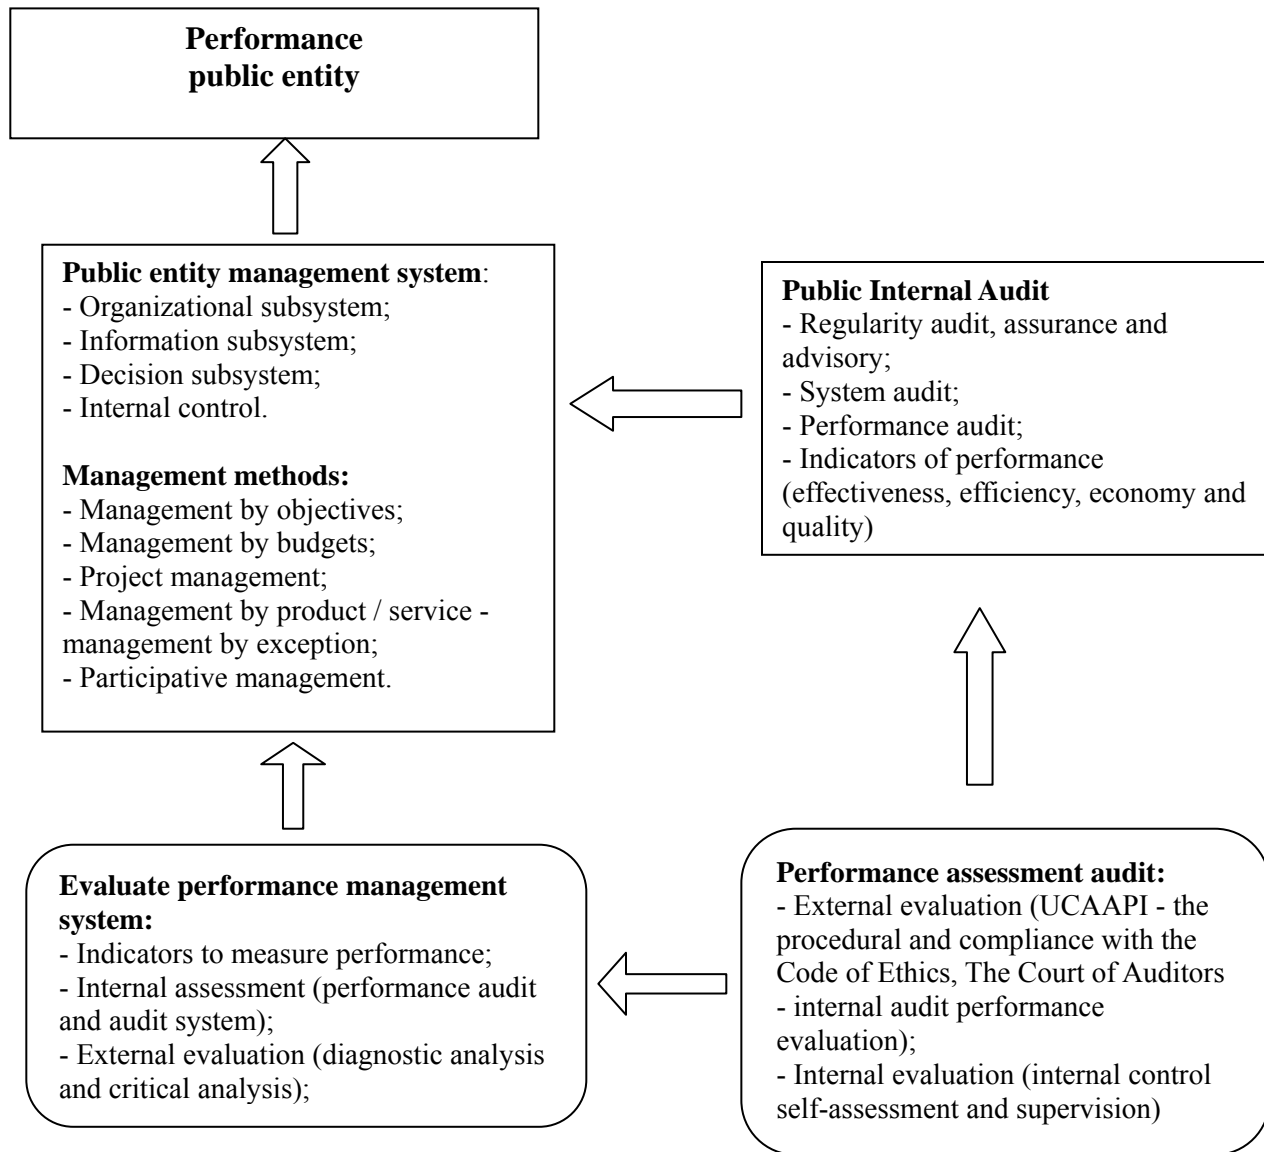 Performance
public entity
Public entity management system:
- Organizational subsystem;
- Information subsystem;
- Decision subsystem;
- Internal control.
Management methods:
- Management by objectives;
- Management by budgets;
- Project management;
- Management by product / service -
management by exception;
- Participative management.
Public Internal Audit
- Regularity audit, assurance and
advisory;
- System audit;
- Performance audit;
- Indicators of performance
(effectiveness, efficiency, economy and
quality)
Evaluate performance management
system:
- Indicators to measure performance;
- Internal assessment (performance audit
and audit system);
- External evaluation (diagnostic analysis
and critical analysis);
Performance assessment audit:
- External evaluation (UCAAPI - the
procedural and compliance with the
Code of Ethics, The Court of Auditors
- internal audit performance
evaluation);
- Internal evaluation (internal control
self-assessment and supervision)